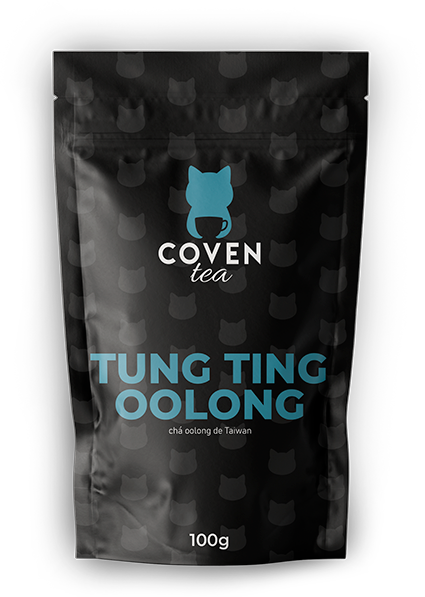 COVEN
tea
TUNG TING
OOLONG
chá oolong de Taiwan
100g